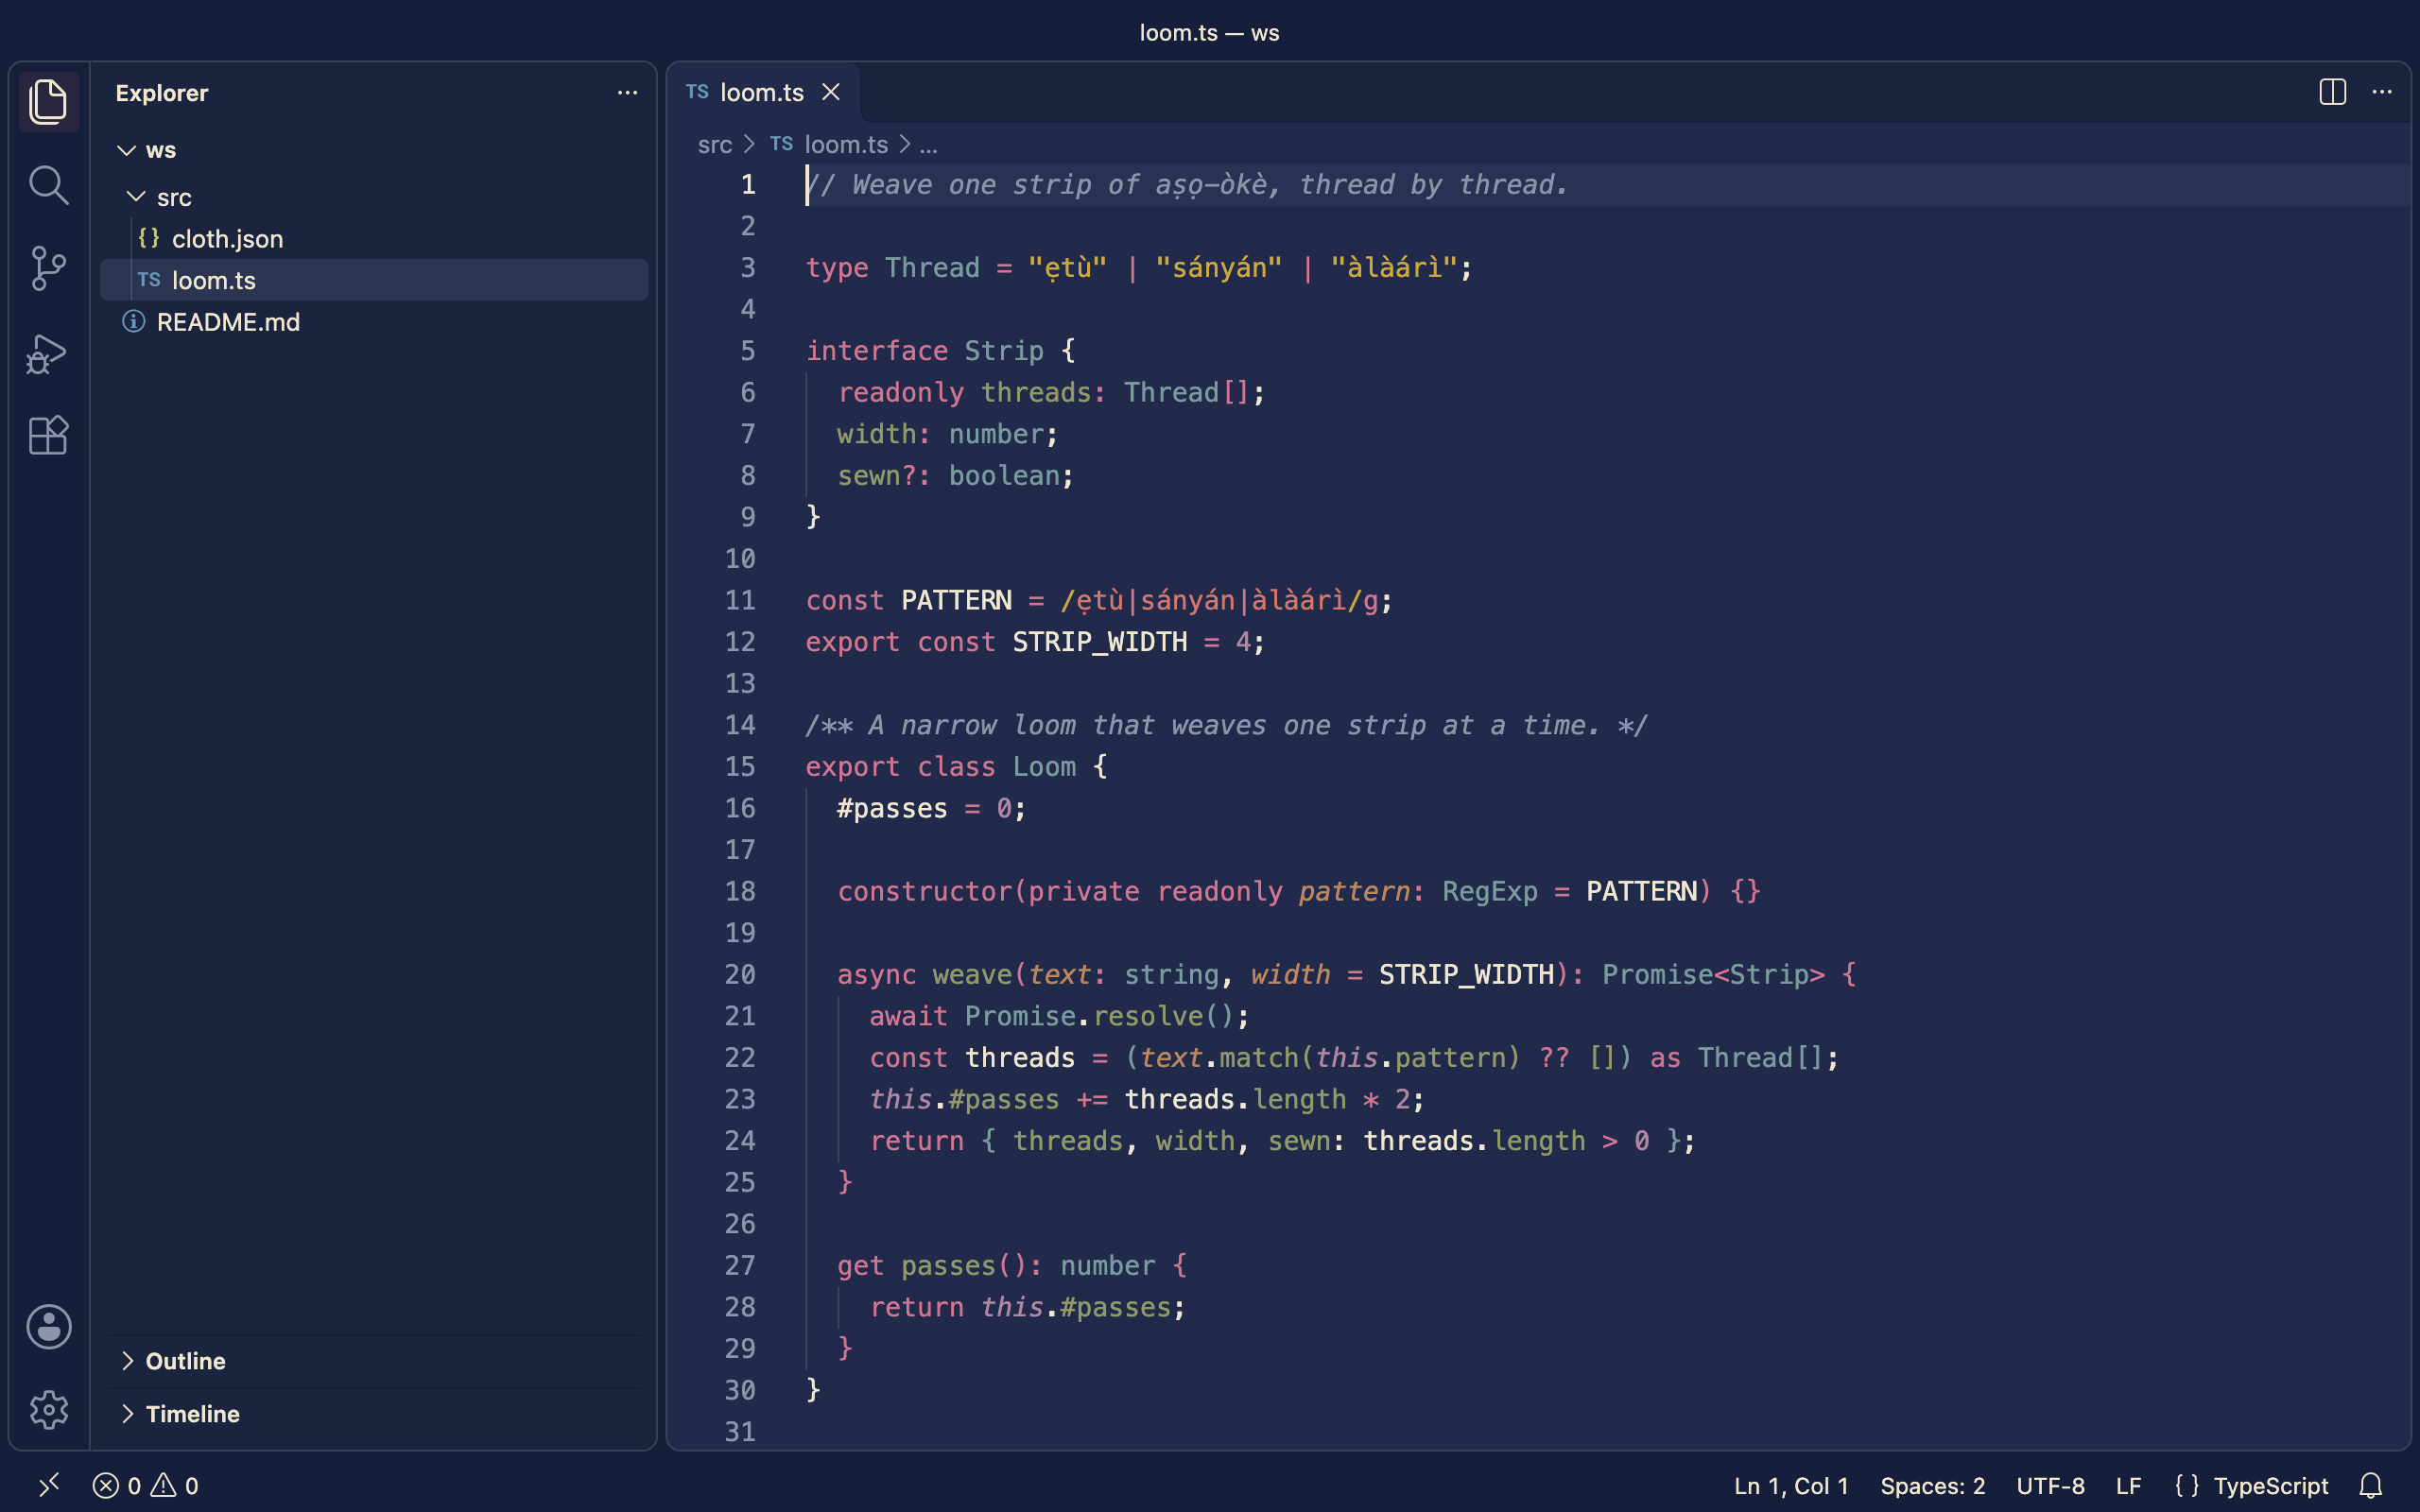 loom.ts — ws
Explorer
ws
src
{} cloth.json
TS loom.ts
README.md
Outline
Timeline
TS loom.ts
src > TS loom.ts > ...
1 // Weave one strip of aṣọ-òkè, thread by thread.
2
3 type Thread = "ẹtù" | "sányán" | "àlàárì";
4
5 interface Strip {
6   readonly threads: Thread[];
7   width: number;
8   sewn?: boolean;
9 }
10
11 const PATTERN = /ẹtù|sányán|àlàárì/g;
12 export const STRIP_WIDTH = 4;
13
14 /** A narrow loom that weaves one strip at a time. */
15 export class Loom {
16   #passes = 0;
17
18   constructor(private readonly pattern: RegExp = PATTERN) {}
19
20   async weave(text: string, width = STRIP_WIDTH): Promise<Strip> {
21     await Promise.resolve();
22     const threads = (text.match(this.pattern) ?? []) as Thread[];
23     this.#passes += threads.length * 2;
24     return { threads, width, sewn: threads.length > 0 };
25   }
26
27   get passes(): number {
28     return this.#passes;
29   }
30 }
31
0 0
Ln 1, Col 1 Spaces: 2 UTF-8 LF {} TypeScript